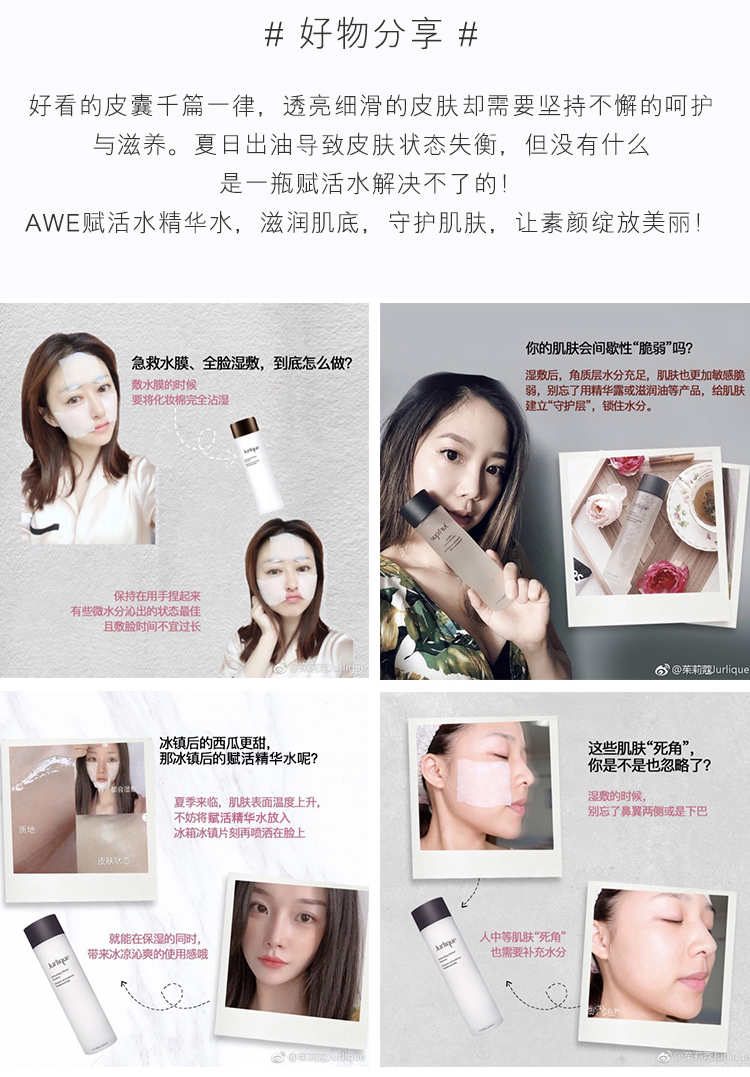 # 好物分享 #
好看的皮囊千篇一律，透亮细滑的皮肤却需要坚持不懈的呵护
与滋养。夏日出油导致皮肤状态失衡，但没有什么
是一瓶赋活水解决不了的！
AWE赋活水精华水，滋润肌底，守护肌肤，让素颜绽放美丽！
急救水膜、全脸湿敷，到底怎么做？
敷水膜的时候
要将化妆棉完全沾湿
Jurlique
保持在用手捏起来
有些微水分沁出的状态最佳
且敷脸时间不宜过长
@茱莉蔻Jurlique
你的肌肤会间歇性“脆弱”吗？
湿敷后，角质层水分充足，肌肤也更加敏感脆
弱，别忘了用精华露或滋润油等产品，给肌肤
建立“守护层”，锁住水分。
Jurlique
Jurlique
@茱莉蔻Jurlique
冰镇后的西瓜更甜，
那冰镇后的赋活精华水呢？
质地
皮肤状态
夏季来临，肌肤表面温度上升，
不妨将赋活精华水放入
冰箱冰镇片刻再喷洒在脸上
Jurlique
就能在保湿的同时，
带来冰凉沁爽的使用感哦
@茱莉蔻Jurlique
这些肌肤“死角”，
你是不是也忽略了？
湿敷的时候，
别忘了鼻翼两侧或是下巴
Jurlique
人中等肌肤“死角”
也需要补充水分
@茱莉蔻Jurlique